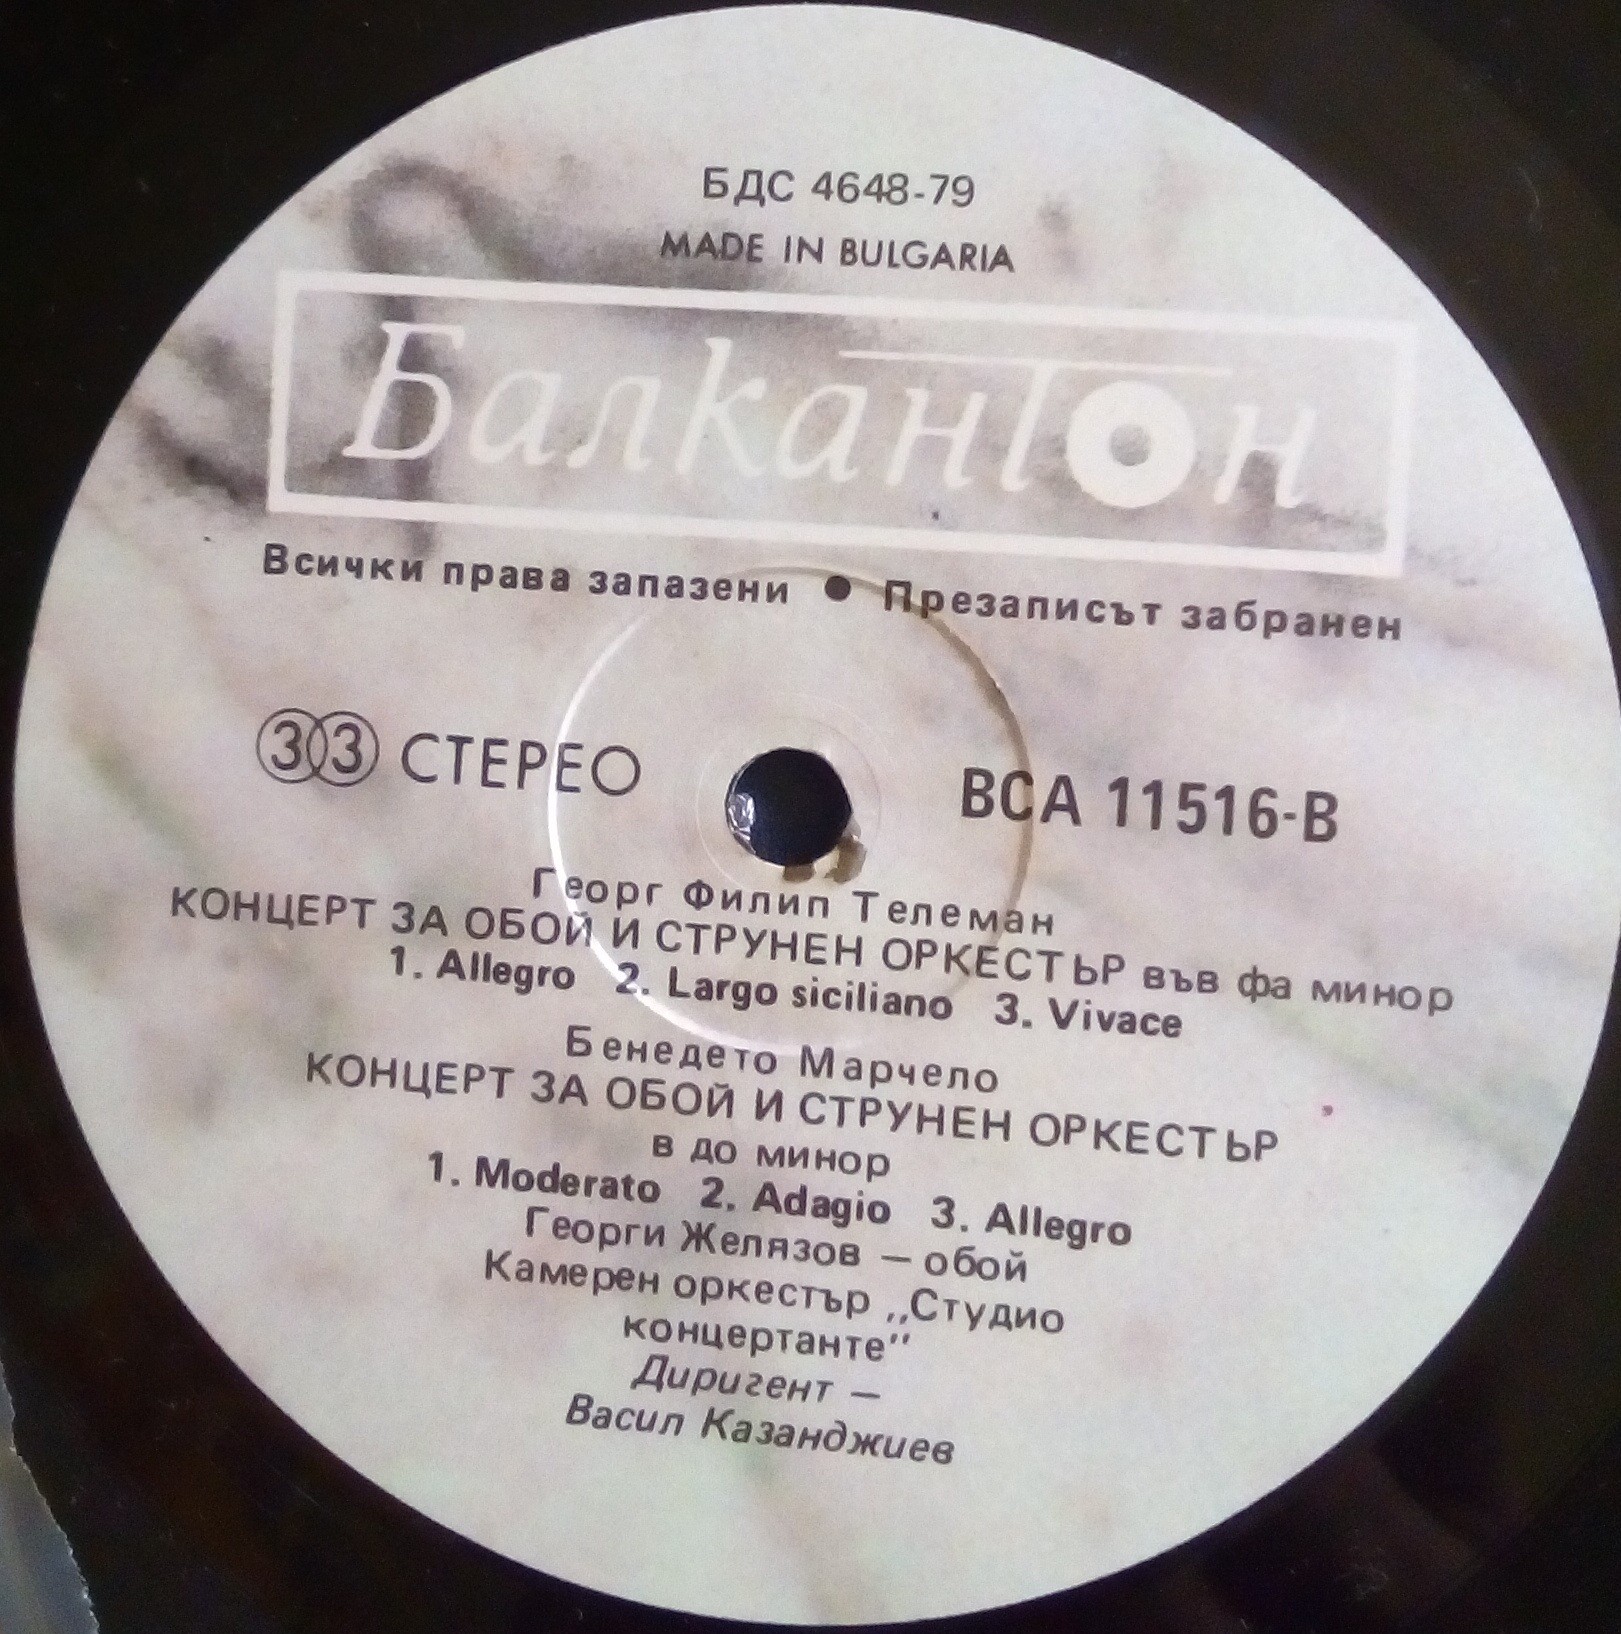 БДС 4648-79
MADE IN BULGARIA
Балкантон
Всички права запазени ● Презаписът забранен
33 СТЕРЕО
ВСА 11516-В
Георг Филип Телеман
КОНЦЕРТ ЗА ОБОЙ И СТРУНЕН ОРКЕСТЪР във фа минор
1. Allegro 2. Largo siciliano 3. Vivace
Бенедето Марчело
КОНЦЕРТ ЗА ОБОЙ И СТРУНЕН ОРКЕСТЪР
в до минор
1. Moderato 2. Adagio 3. Allegro
Георги Желязов — обой
Камерен оркестър ,,Студио
концертанте"
Диригент —
Васил Казанджиев